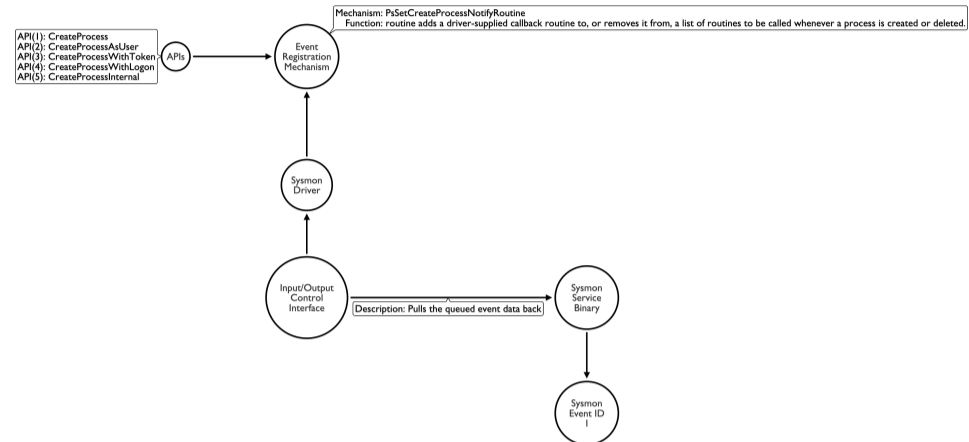 Mechanism: PsSetCreateProcessNotifyRoutine
Function: routine adds a driver-supplied callback routine to, or removes it from, a list of routines to be called whenever a process is created or deleted.
API(1): CreateProcess
API(2): CreateProcessAsUser
API(3): CreateProcessWithToken
API(4): CreateProcessWithLogon
API(5): CreateProcessInternal
APIs
Event
Registration
Mechanism
Sysmon
Driver
Input/Output
Control
Interface
Description: Pulls the queued event data back
Sysmon
Service
Binary
Sysmon
Event ID
1